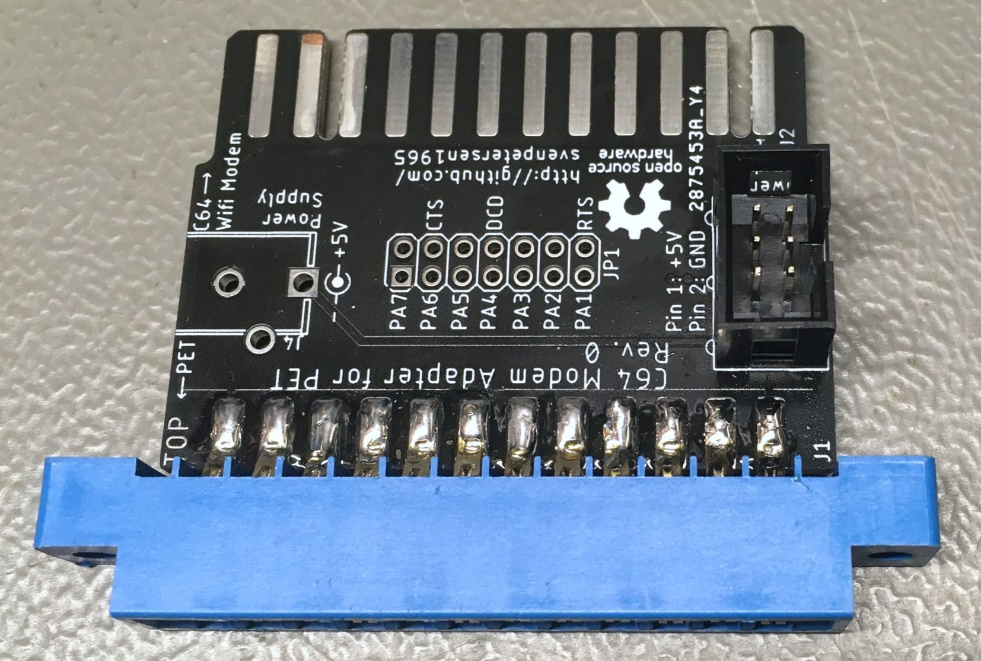 C64→
Wifi Modem
Power
Supply
+5V
-
J4
←PET
TOP
http://github.com/
svenpetersen1965
open source
hardware
CTS
DCD
RTS
PA7
PA6
PA5
PA4
PA3
PA2
PA1
JP1
Pin 1: +5V
Pin 2: GND
2875453A_Y4
J2
wer
Rev. 0
C64 Modem Adapter for PET
J1